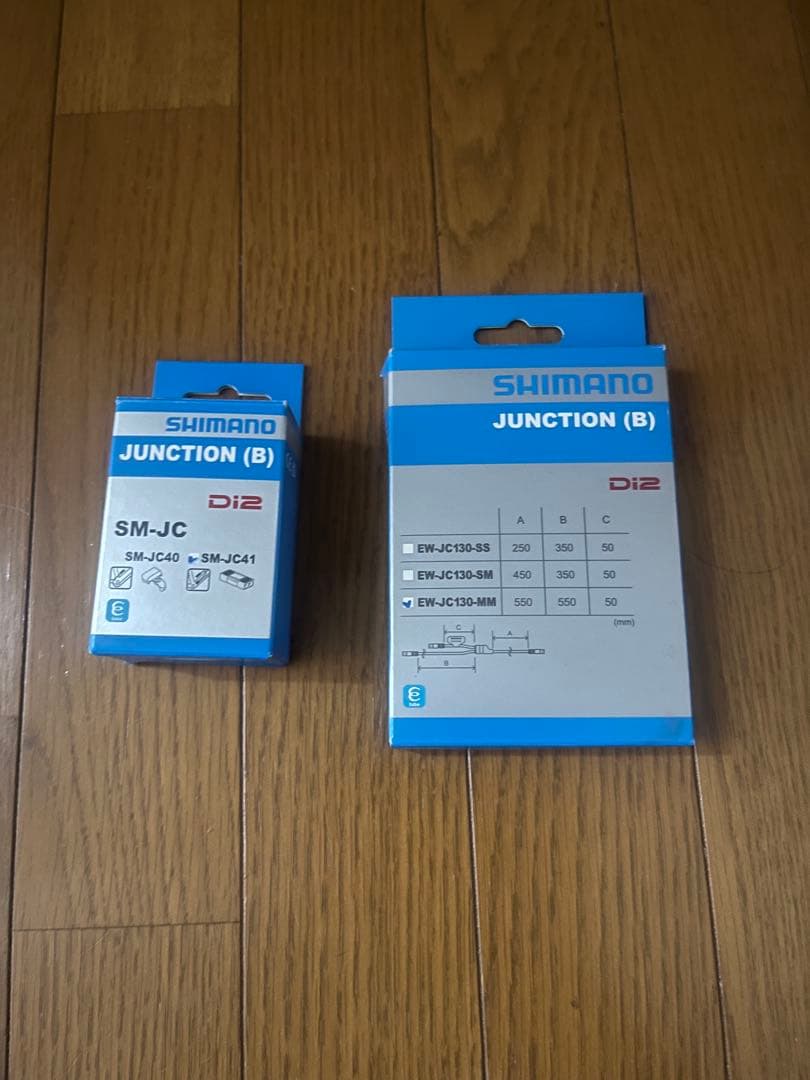 SHIMANO
JUNCTION (B)
Di2
SM-JC
SM-JC40 SM-JC41
SHIMANO
JUNCTION (B)
Di2
A B C
EW-JC130-SS 250 350 50
EW-JC130-SM 450 350 50
EW-JC130-MM 550 550 50
(mm)
C
A
B